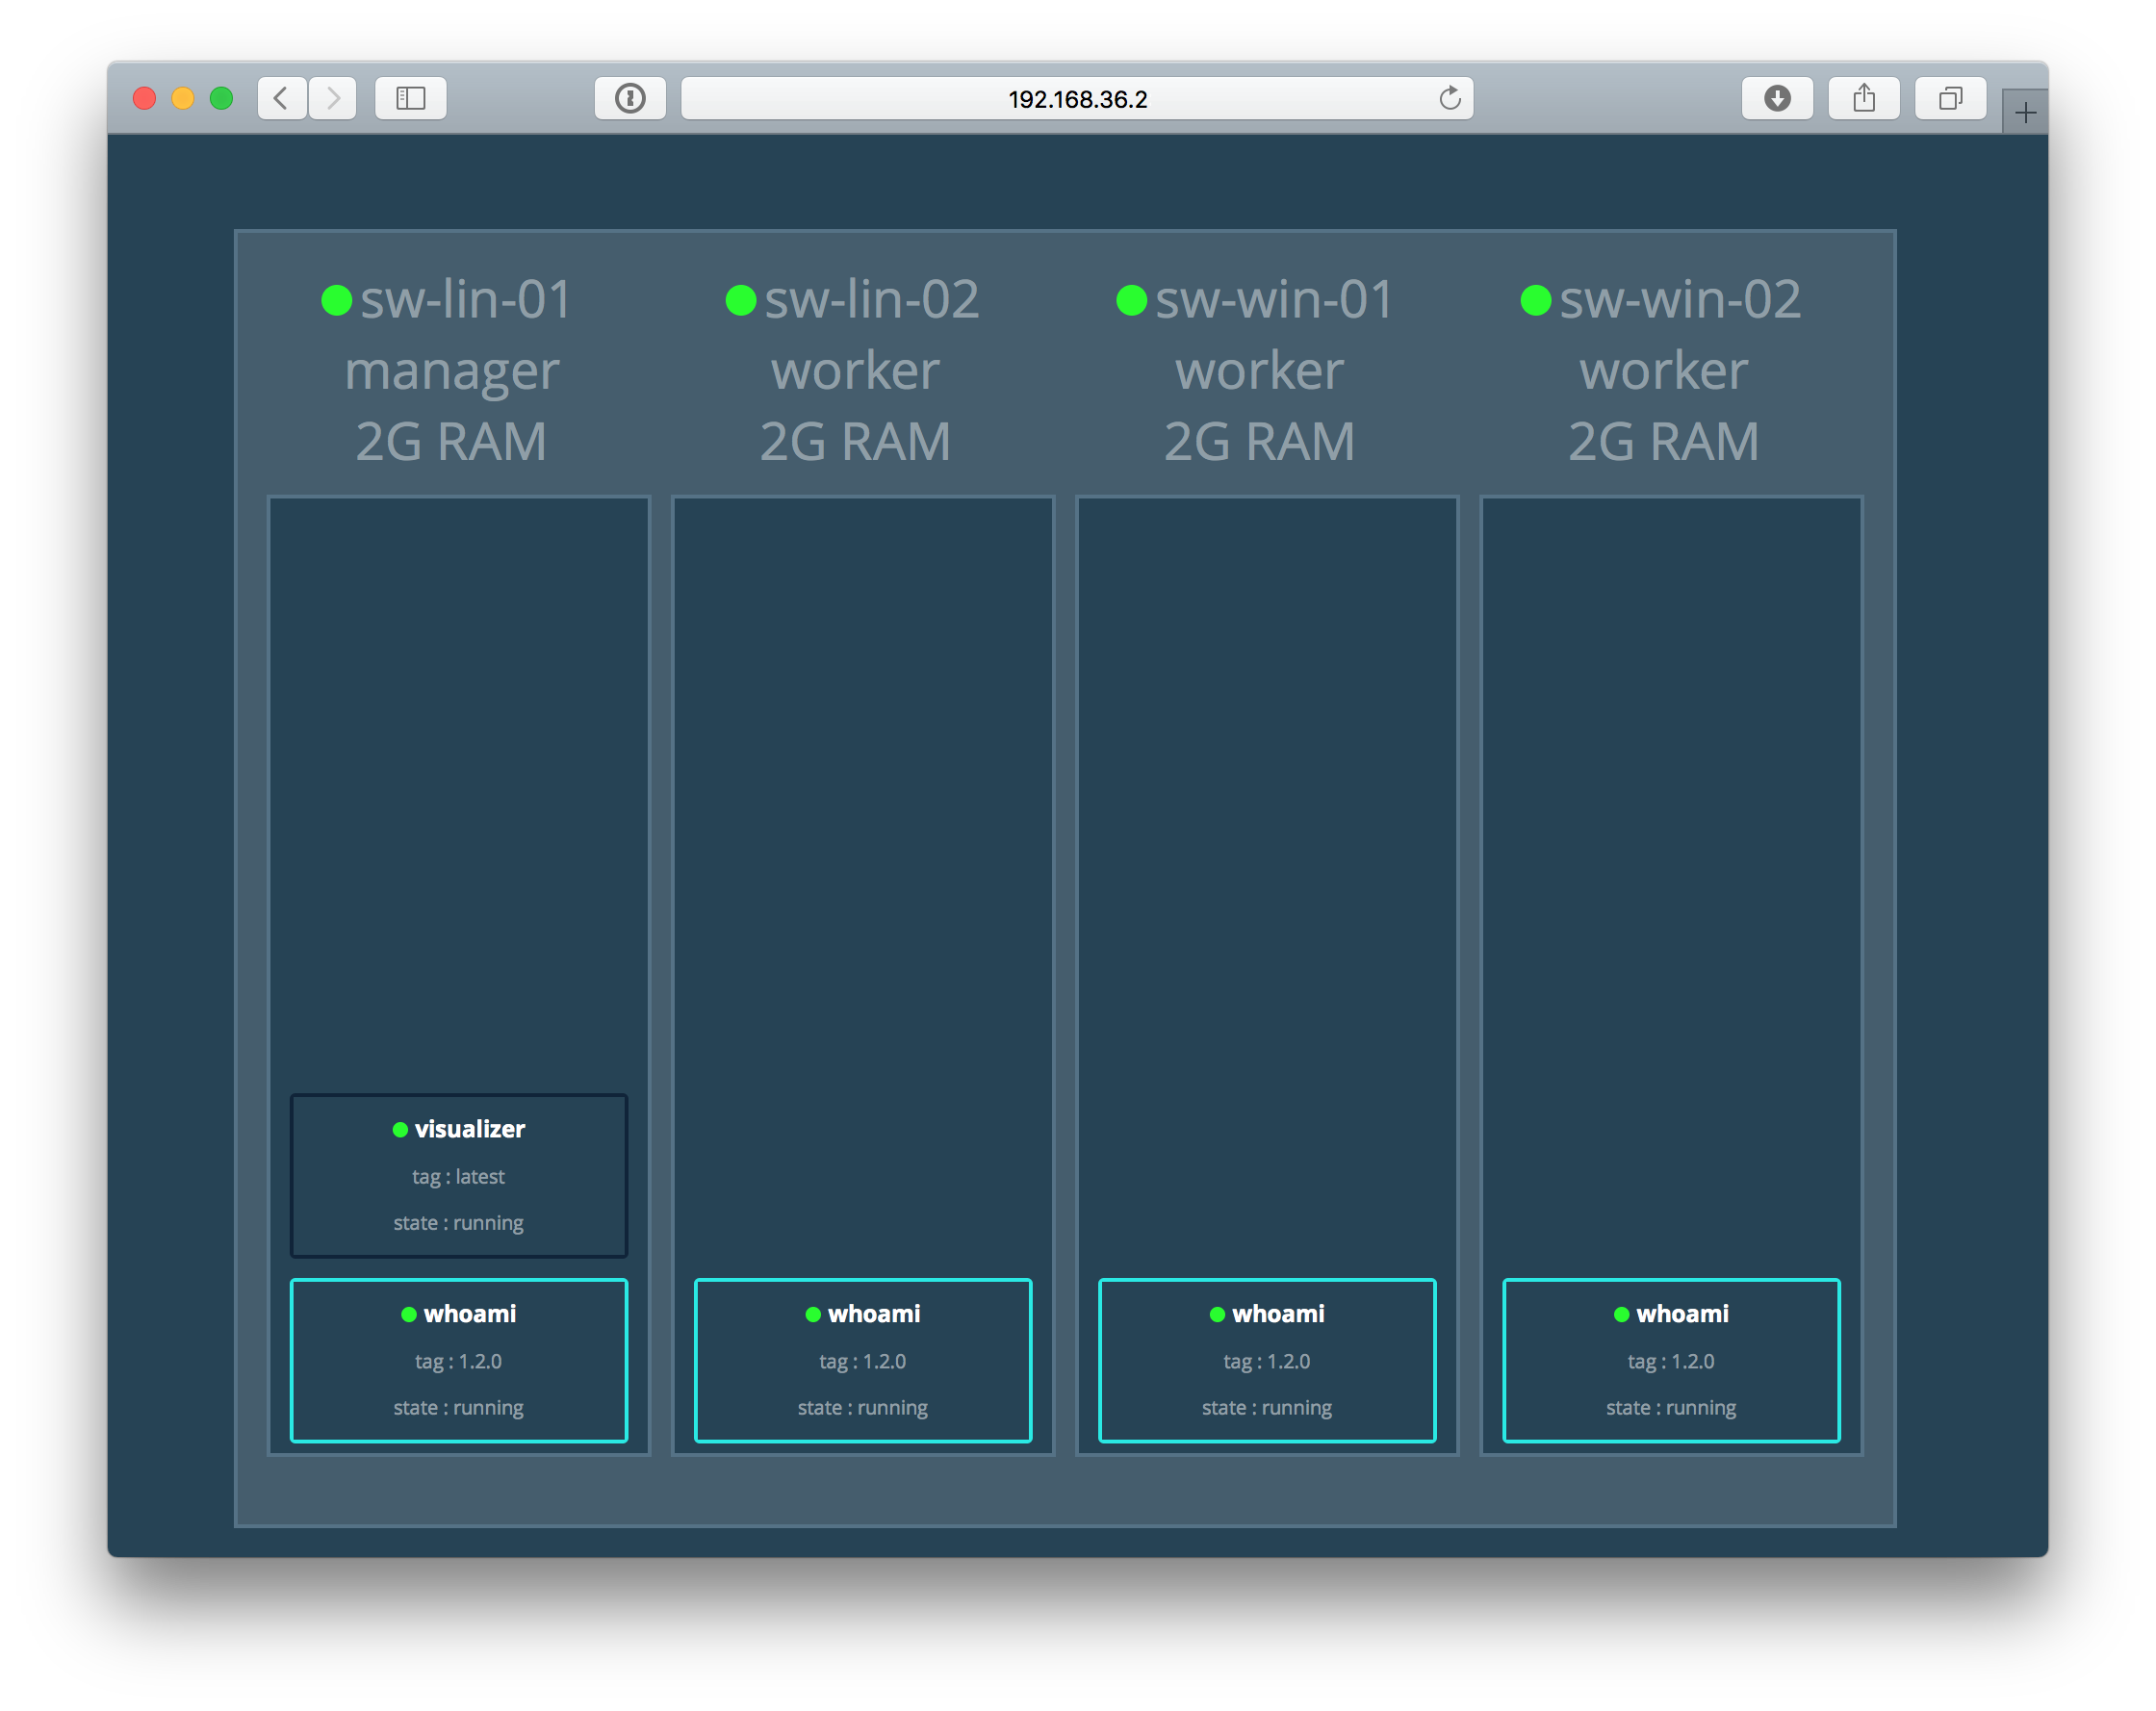 192.168.36.2
sw-lin-01
manager
2G RAM
sw-lin-02
worker
2G RAM
sw-win-01
worker
2G RAM
sw-win-02
worker
2G RAM
visualizer
tag : latest
state : running
whoami
tag : 1.2.0
state : running
whoami
tag : 1.2.0
state : running
whoami
tag : 1.2.0
state : running
whoami
tag : 1.2.0
state : running